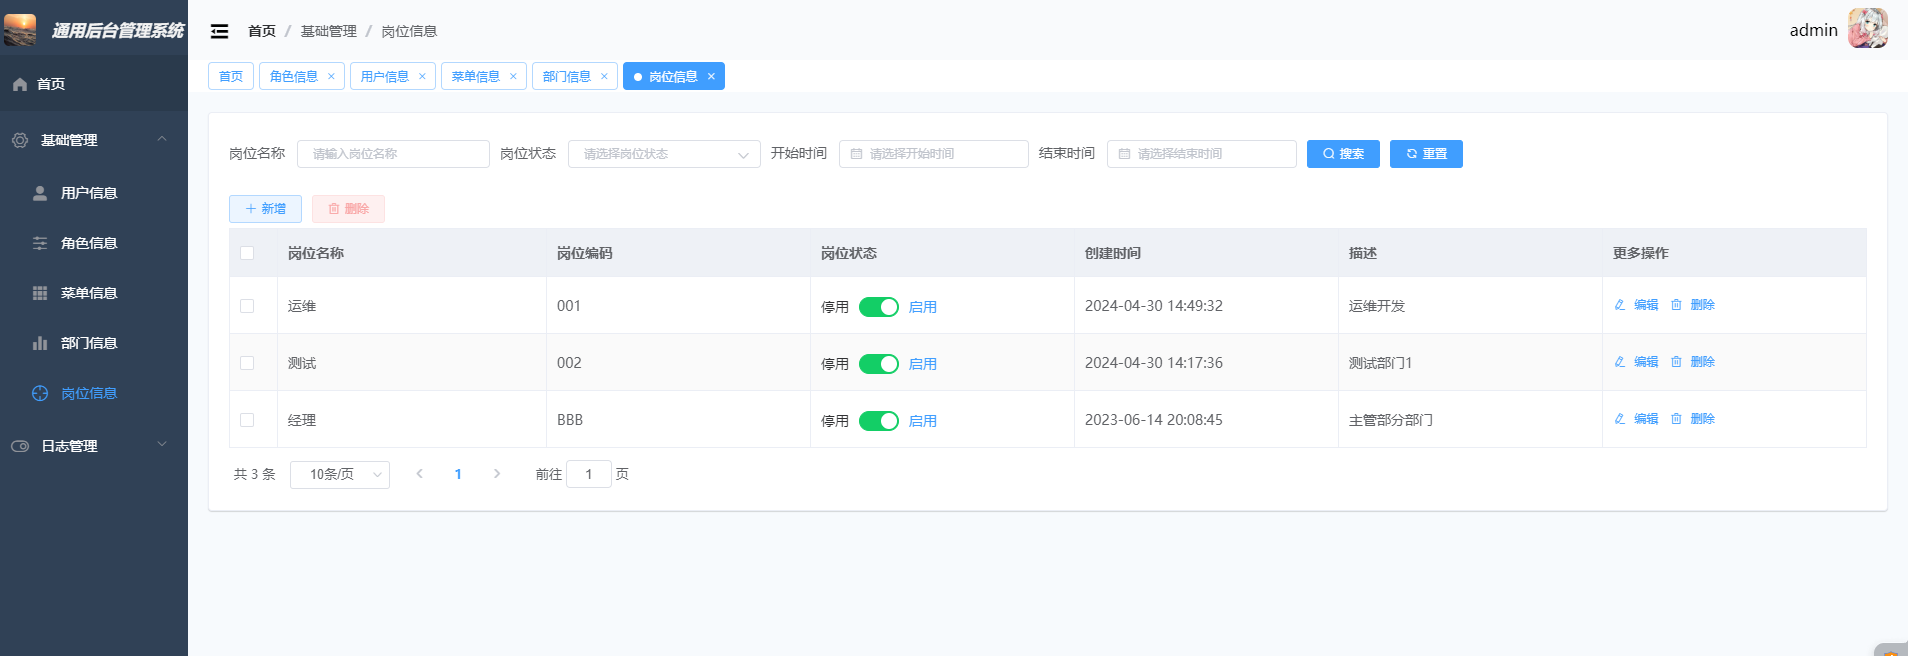 通用后台管理系统
首页 / 基础管理 / 岗位信息
admin
首页 角色信息 × 用户信息 × 菜单信息 × 部门信息 × 岗位信息 ×
首页
基础管理
用户信息
角色信息
菜单信息
部门信息
岗位信息
日志管理
岗位名称 请输入岗位名称 岗位状态 请选择岗位状态 开始时间 请选择开始时间 结束时间 请选择结束时间 搜索 重置
+ 新增 删除
岗位名称 岗位编码 岗位状态 创建时间 描述 更多操作
运维 001 停用 启用 2024-04-30 14:49:32 运维开发 编辑 删除
测试 002 停用 启用 2024-04-30 14:17:36 测试部门1 编辑 删除
经理 BBB 停用 启用 2023-06-14 20:08:45 主管部分部门 编辑 删除
共 3 条 10条/页 < 1 > 前往 1 页